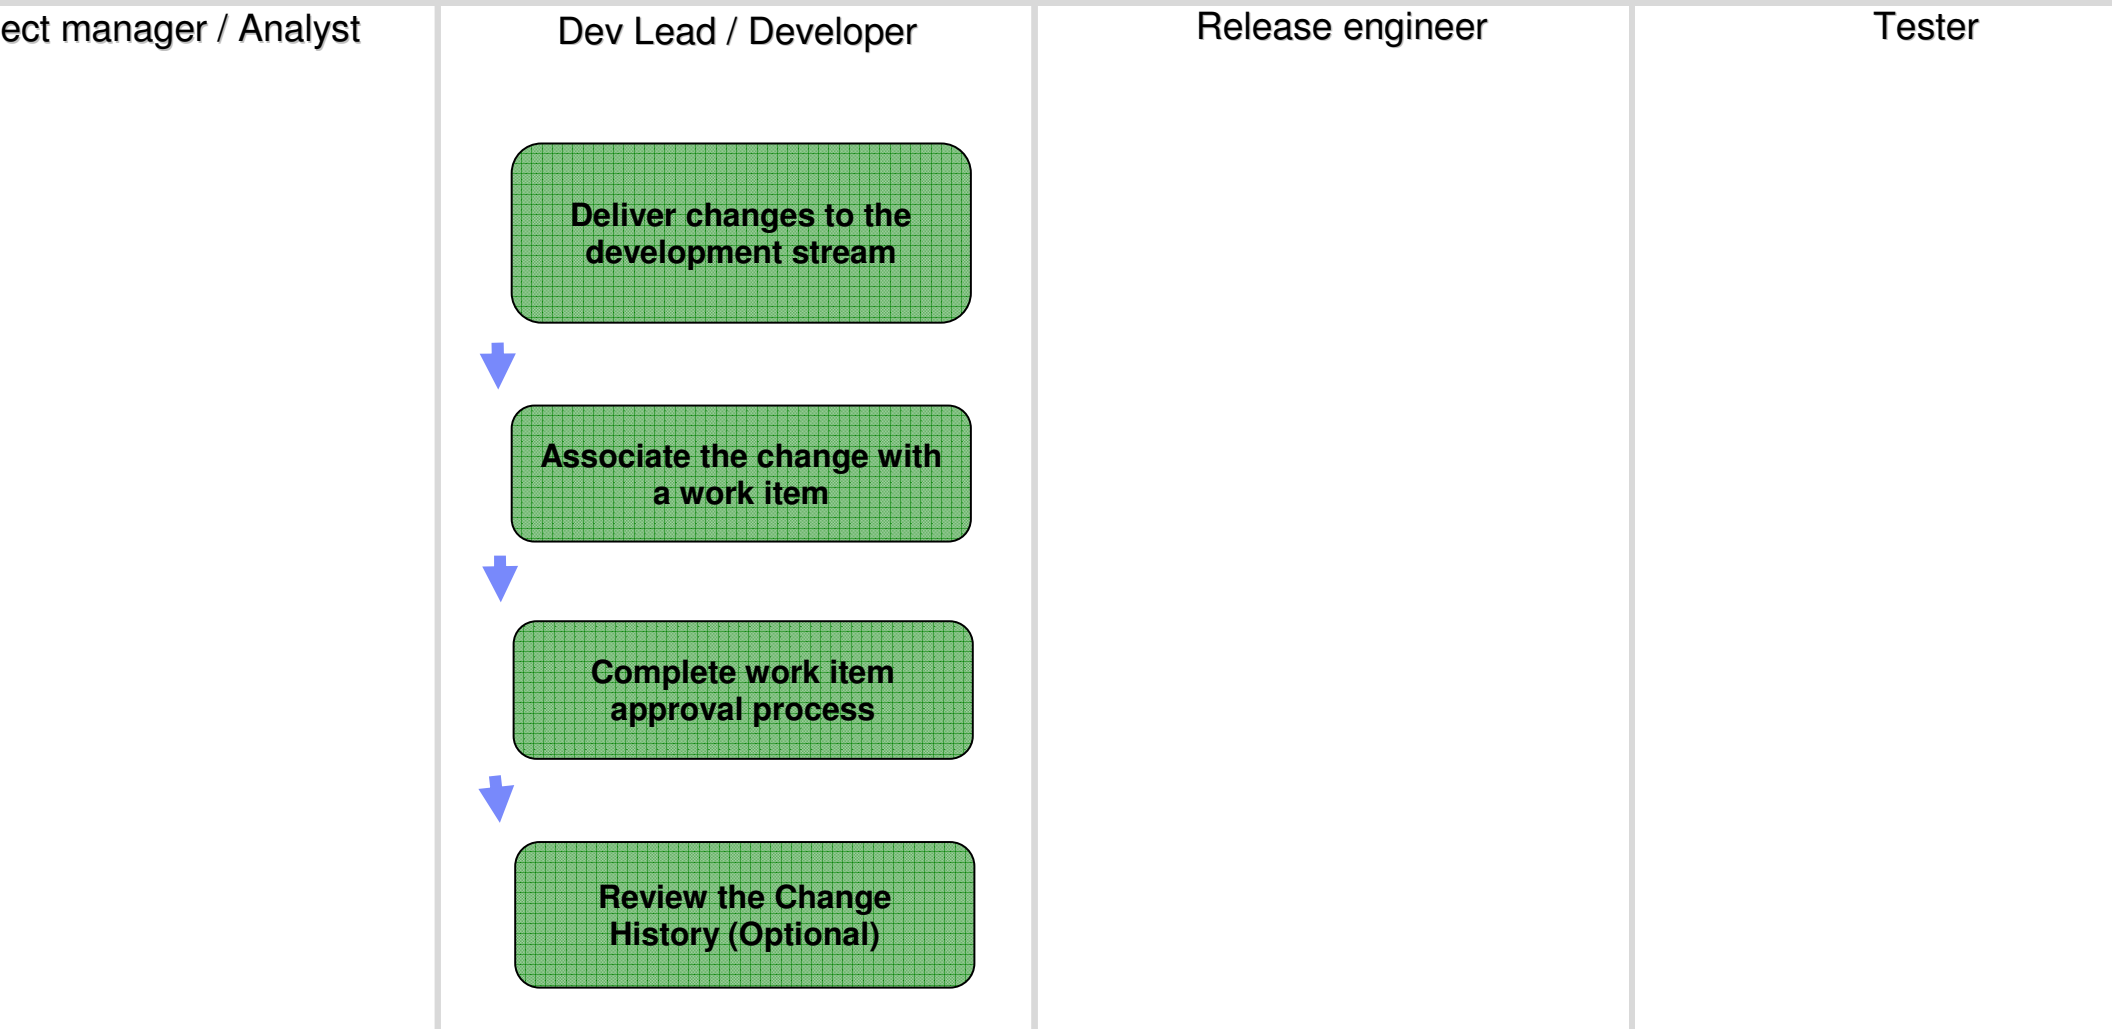 ect manager / Analyst
Dev Lead / Developer
Release engineer
Tester
Deliver changes to the
development stream
Associate the change with
a work item
Complete work item
approval process
Review the Change
History (Optional)